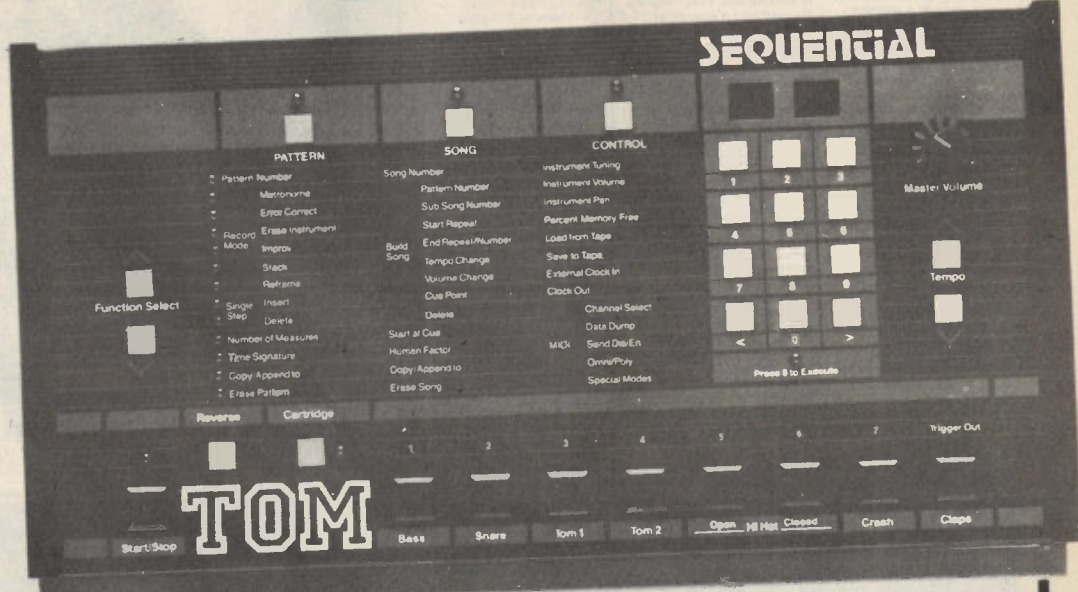 SEQUENTIAL
PATTERN
SONG
CONTROL
Pattern Number
Metronome
Error Correct
Record Mode
Erase Instrument
Improv
Stack
Reframe
Single Step
Insert
Delete
Number of Measures
Time Signature
Copy/Append to
Erase Pattern
Song Number
Pattern Number
Sub Song Number
Start Repeat
Build Song
End Repeat/Number
Tempo Change
Volume Change
Cue Point
Delete
Start at Cue
Human Factor
Copy/Append to
Erase Song
Instrument Tuning
Instrument Volume
Instrument Pan
Percent Memory Free
Load from Tape
Save to Tape
External Clock In
Clock Out
Channel Select
Data Dump
MIDI
Send Dis/En
Omni/Poly
Special Modes
1 2 3
4 5 6
7 8 9
< 0 >
Press 5 to Execute
Master Volume
Tempo
Function Select
Reverse
Cartridge
1 2 3 4 5 6 7 Trigger Out
TOM
Start/Stop
Bass
Snare
Tom 1
Tom 2
Open Hi Hat Closed
Crash
Claps